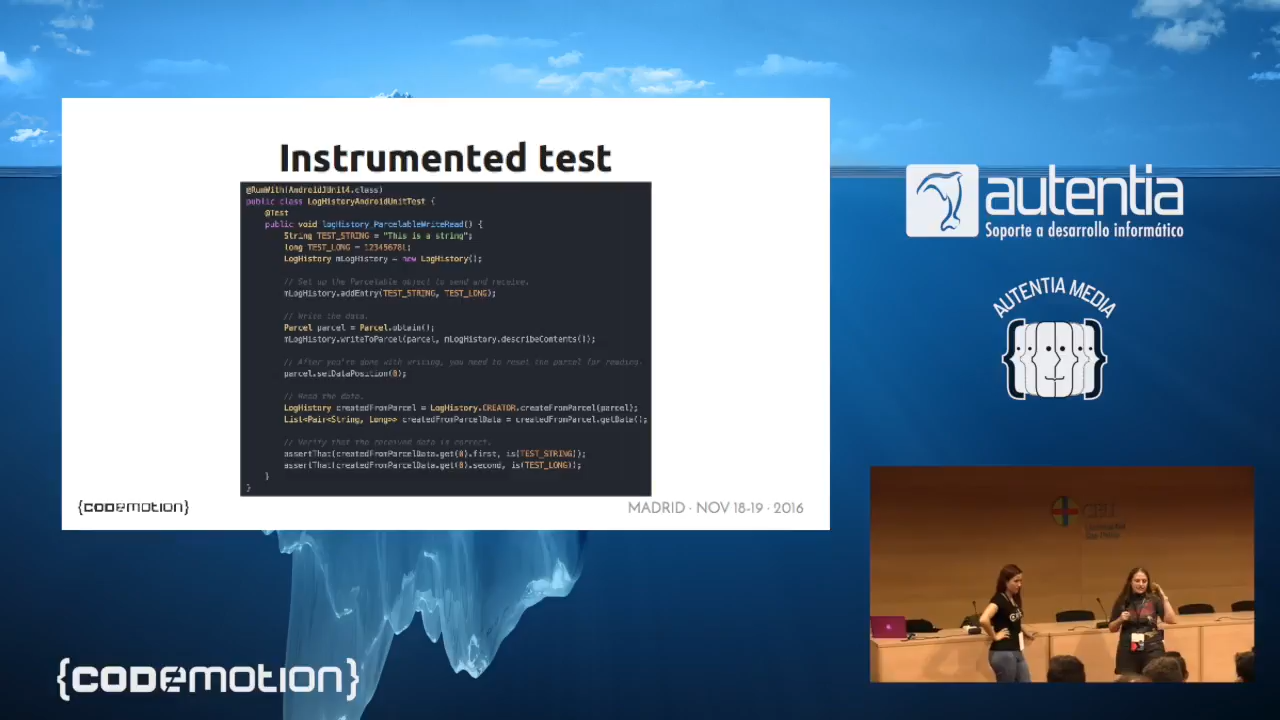 Instrumented test
@RunWith(AndroidJUnit4.class)
public class LogHistoryAndroidUnitTest {
@Test
public void logHistory_ParcelableWriteRead() {
String TEST_STRING = "This is a string";
long TEST_LONG = 12345678L;
LogHistory mLogHistory = new LogHistory();
// Set up the Parcelable object to send and receive.
mLogHistory.addEntry(TEST_STRING, TEST_LONG);
// Write the data.
Parcel parcel = Parcel.obtain();
mLogHistory.writeToParcel(parcel, mLogHistory.describeContents());
// After you're done with writing, you need to reset the parcel for reading.
parcel.setDataPosition(0);
// Read the data.
LogHistory createdFromParcel = LogHistory.CREATOR.createFromParcel(parcel);
List<Pair<String, Long>> createdFromParcelData = createdFromParcel.getData();
// Verify that the received data is correct.
assertThat(createdFromParcelData.get(0).first, is(TEST_STRING));
assertThat(createdFromParcelData.get(0).second, is(TEST_LONG));
}
}
{CODEMOTION}
MADRID · NOV 18-19 · 2016
autentia
Soporte a desarrollo informático
AUTENTIA MEDIA
CEU
{CODEMOTION}